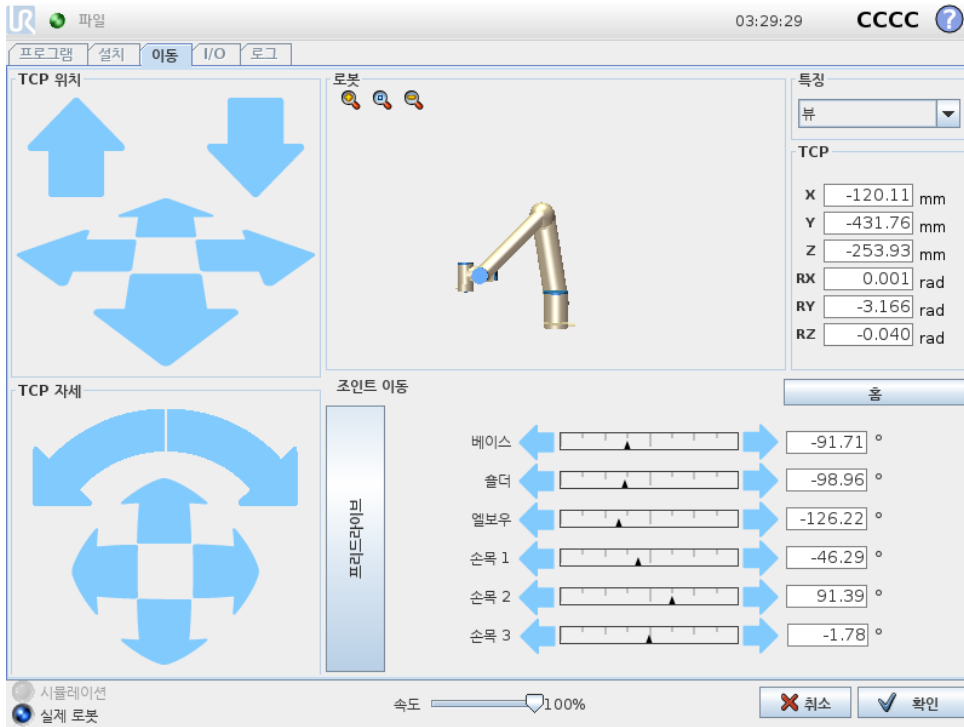 UR 파일 03:29:29 CCCC ?
프로그램 설치 이동 I/O 로그
TCP 위치
로봇
특징
뷰
TCP
X -120.11 mm
Y -431.76 mm
Z -253.93 mm
RX 0.001 rad
RY -3.166 rad
RZ -0.040 rad
TCP 자세
조인트 이동
홈
프리드라이브
베이스 -91.71 °
숄더 -98.96 °
엘보우 -126.22 °
손목 1 -46.29 °
손목 2 91.39 °
손목 3 -1.78 °
시뮬레이션
실제 로봇
속도 100%
취소
확인